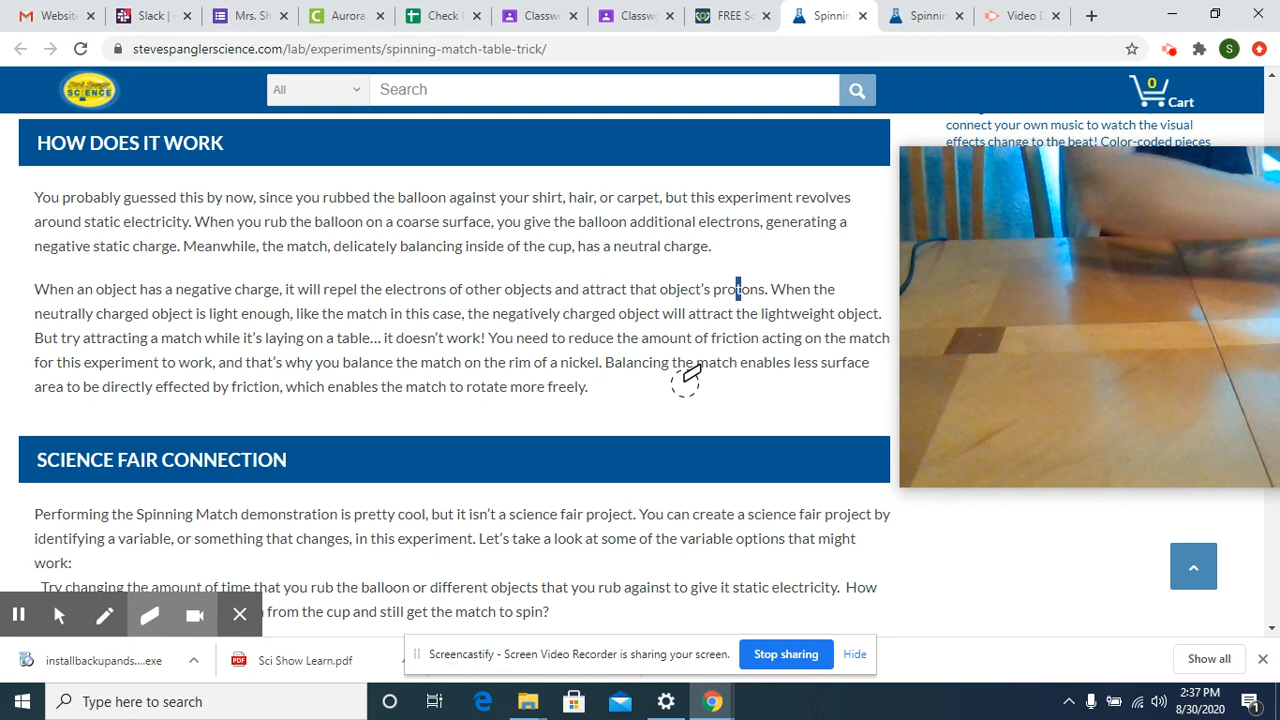 Website
Slack |
Mrs. Sh
Aurora
Check
Classw
Classw
FREE Sc
Spinnin
Spinnin
Video D
stevespanglerscience.com/lab/experiments/spinning-match-table-trick/
S
All
Search
0
Cart
connect your own music to watch the visual
effects change to the beat! Color-coded pieces
HOW DOES IT WORK
You probably guessed this by now, since you rubbed the balloon against your shirt, hair, or carpet, but this experiment revolves
around static electricity. When you rub the balloon on a coarse surface, you give the balloon additional electrons, generating a
negative static charge. Meanwhile, the match, delicately balancing inside of the cup, has a neutral charge.
When an object has a negative charge, it will repel the electrons of other objects and attract that object's protons. When the
neutrally charged object is light enough, like the match in this case, the negatively charged object will attract the lightweight object.
But try attracting a match while it's laying on a table… it doesn't work! You need to reduce the amount of friction acting on the match
for this experiment to work, and that's why you balance the match on the rim of a nickel. Balancing the match enables less surface
area to be directly effected by friction, which enables the match to rotate more freely.
SCIENCE FAIR CONNECTION
Performing the Spinning Match demonstration is pretty cool, but it isn't a science fair project. You can create a science fair project by
identifying a variable, or something that changes, in this experiment. Let's take a look at some of the variable options that might
work:
Try changing the amount of time that you rub the balloon or different objects that you rub against to give it static electricity. How
from the cup and still get the match to spin?
Screencastify - Screen Video Recorder is sharing your screen.
Stop sharing
Hide
installbackupands....exe
Sci Show Learn.pdf
Show all
Type here to search
2:37 PM
8/30/2020
1